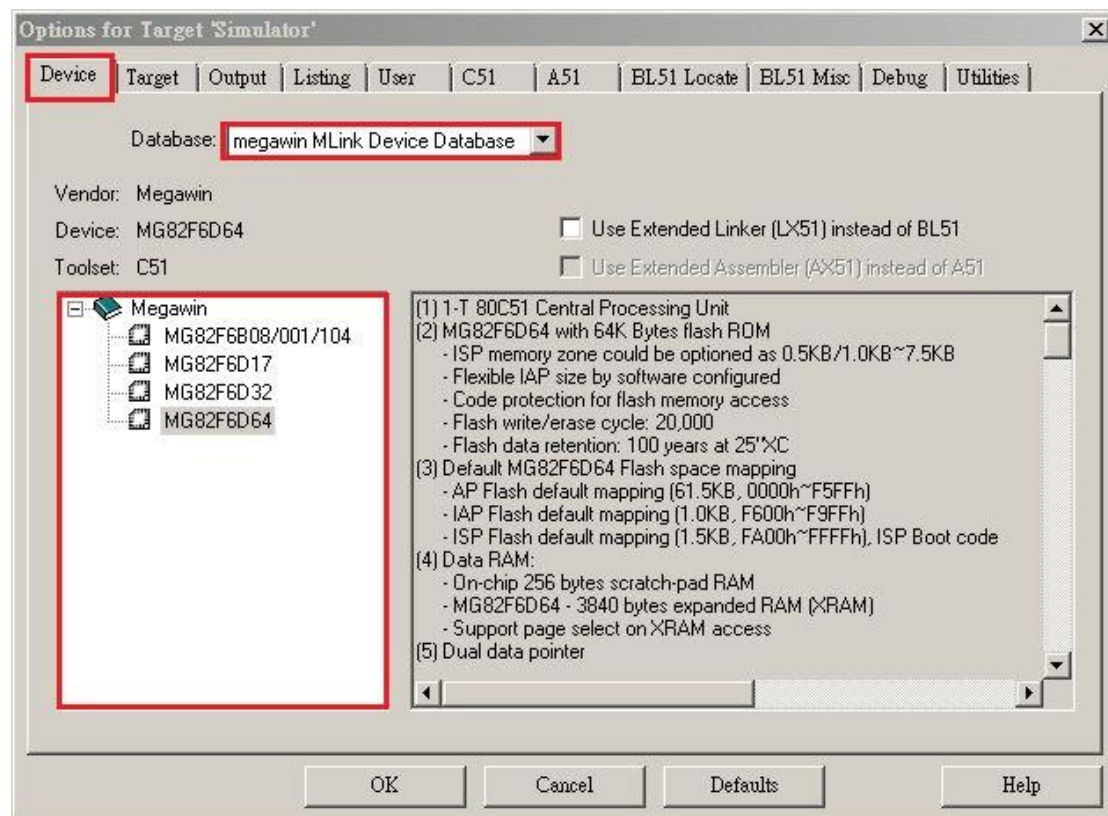 Options for Target 'Simulator'
Device Target Output Listing User C51 A51 BL51 Locate BL51 Misc Debug Utilities
Database: megawin MLink Device Database
Vendor: Megawin
Device: MG82F6D64
Use Extended Linker (LX51) instead of BL51
Toolset: C51
Use Extended Assembler (AX51) instead of A51
Megawin
MG82F6B08/001/104
MG82F6D17
MG82F6D32
MG82F6D64
(1) 1-T 80C51 Central Processing Unit
(2) MG82F6D64 with 64K Bytes flash ROM
- ISP memory zone could be optioned as 0.5KB/1.0KB~7.5KB
- Flexible IAP size by software configured
- Code protection for flash memory access
- Flash write/erase cycle: 20,000
- Flash data retention: 100 years at 25"XC
(3) Default MG82F6D64 Flash space mapping
- AP Flash default mapping (61.5KB, 0000h~F5FFh)
- IAP Flash default mapping (1.0KB, F600h~F9FFh)
- ISP Flash default mapping (1.5KB, FA00h~FFFFh), ISP Boot code
(4) Data RAM:
- On-chip 256 bytes scratch-pad RAM
- MG82F6D64 - 3840 bytes expanded RAM (XRAM)
- Support page select on XRAM access
(5) Dual data pointer
OK Cancel Defaults Help